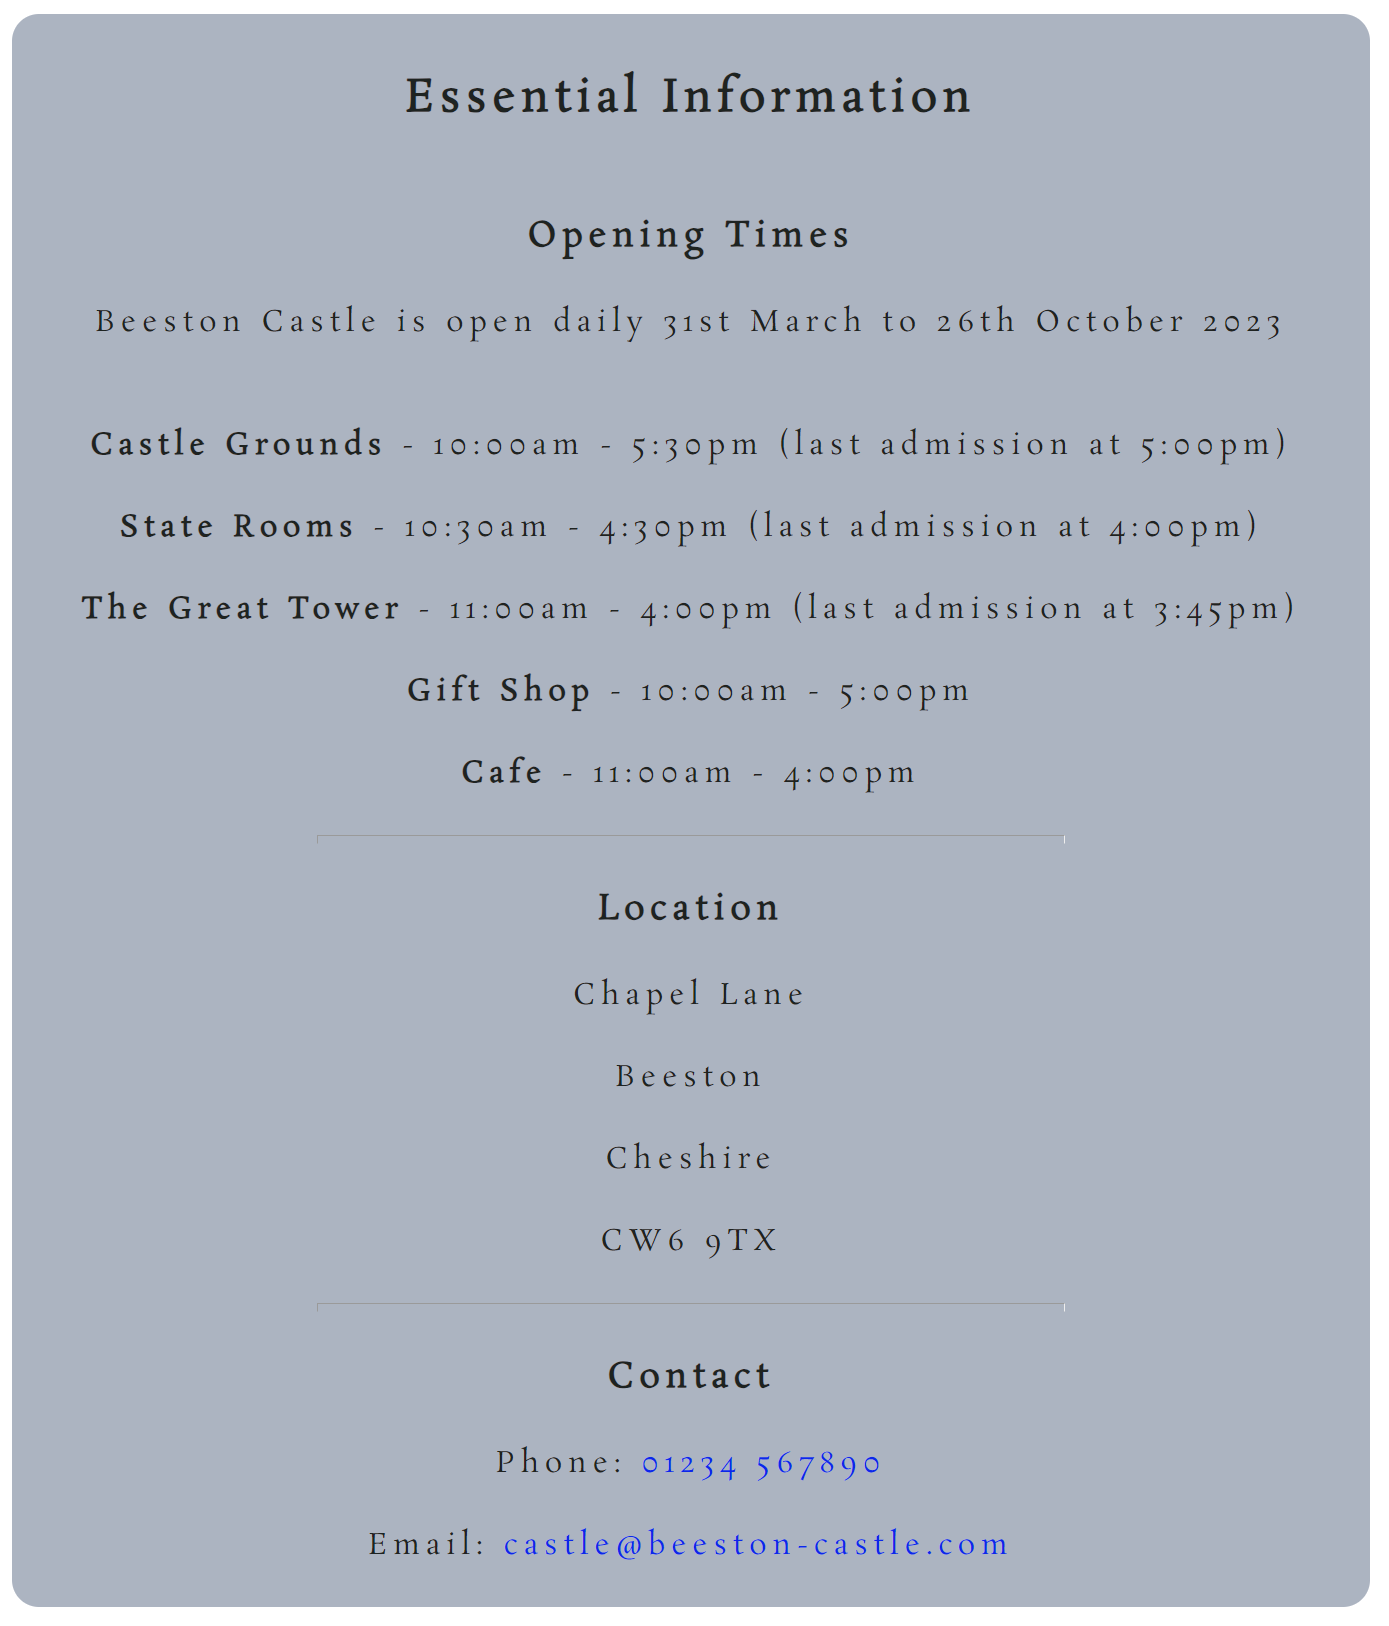 Essential Information
Opening Times
Beeston Castle is open daily 31st March to 26th October 2023
Castle Grounds - 10:00am - 5:30pm (last admission at 5:00pm)
State Rooms - 10:30am - 4:30pm (last admission at 4:00pm)
The Great Tower - 11:00am - 4:00pm (last admission at 3:45pm)
Gift Shop - 10:00am - 5:00pm
Cafe - 11:00am - 4:00pm
Location
Chapel Lane
Beeston
Cheshire
CW6 9TX
Contact
Phone: 01234 567890
Email: castle@beeston-castle.com